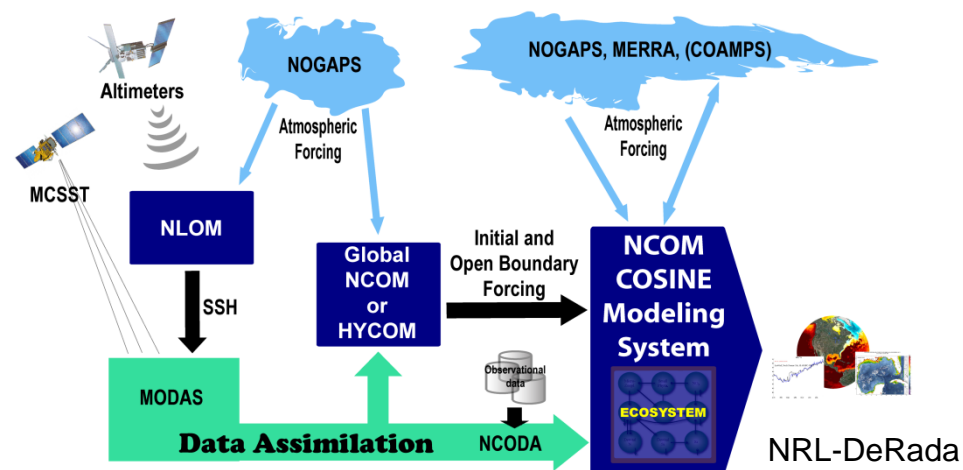 NOGAPS
NOGAPS, MERRA, (COAMPS)
Altimeters
Atmospheric
Forcing
Atmospheric
Forcing
MCSST
NLOM
Global
NCOM
or
HYCOM
Initial and
Open Boundary
Forcing
NCOM
COSINE
Modeling
System
SSH
MODAS
Observational
data
ECOSYSTEM
Data Assimilation
NCODA
NRL-DeRada